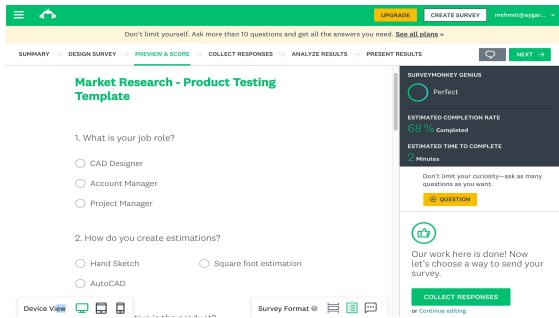 UPGRADE
CREATE SURVEY
mehmet@aygar...
Don't limit yourself. Ask more than 10 questions and get all the answers you need. See all plans »
SUMMARY → DESIGN SURVEY → PREVIEW & SCORE → COLLECT RESPONSES → ANALYZE RESULTS → PRESENT RESULTS
NEXT →
Market Research - Product Testing
Template
1. What is your job role?
CAD Designer
Account Manager
Project Manager
2. How do you create estimations?
Hand Sketch
Square foot estimation
AutoCAD
Device View
Survey Format
tive is the product?
SURVEYMONKEY GENIUS
Perfect
ESTIMATED COMPLETION RATE
68% Completed
ESTIMATED TIME TO COMPLETE
2 Minutes
Don't limit your curiosity—ask as many
questions as you want.
QUESTION
Our work here is done! Now
let's choose a way to send your
survey.
COLLECT RESPONSES
or Continue editing